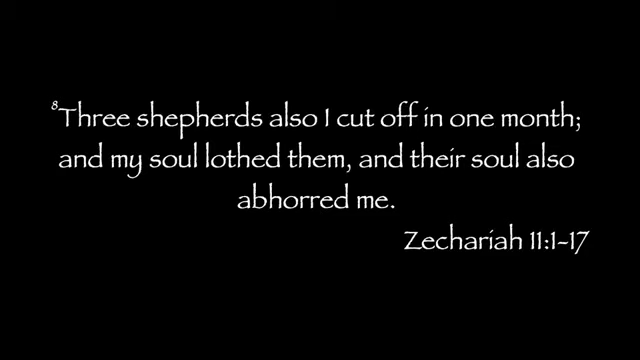 ⁸Three shepherds also I cut off in one month;
and my soul lothed them, and their soul also
abhorred me.
Zechariah 11:1-17